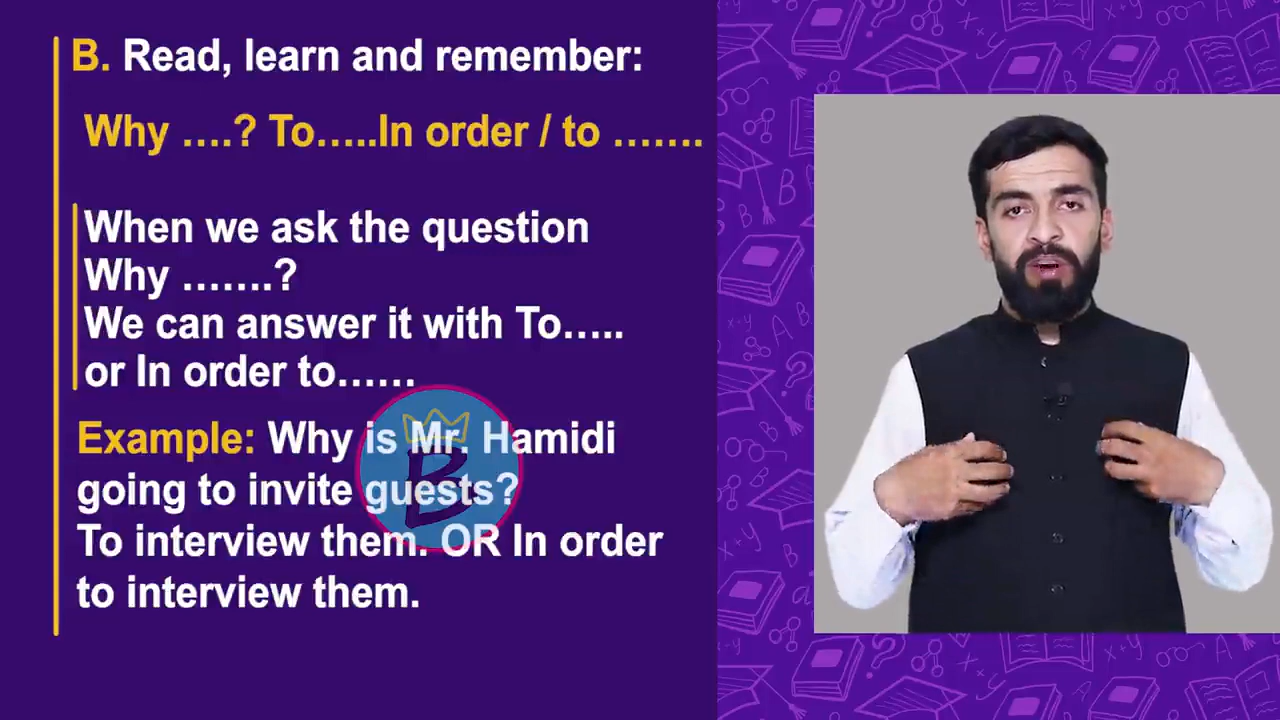 B. Read, learn and remember:
Why ....? To.....In order / to .......
When we ask the question
Why .......?
We can answer it with To.....
or In order to......
Example: Why is Mr. Hamidi
going to invite guests?
To interview them. OR In order
to interview them.
B